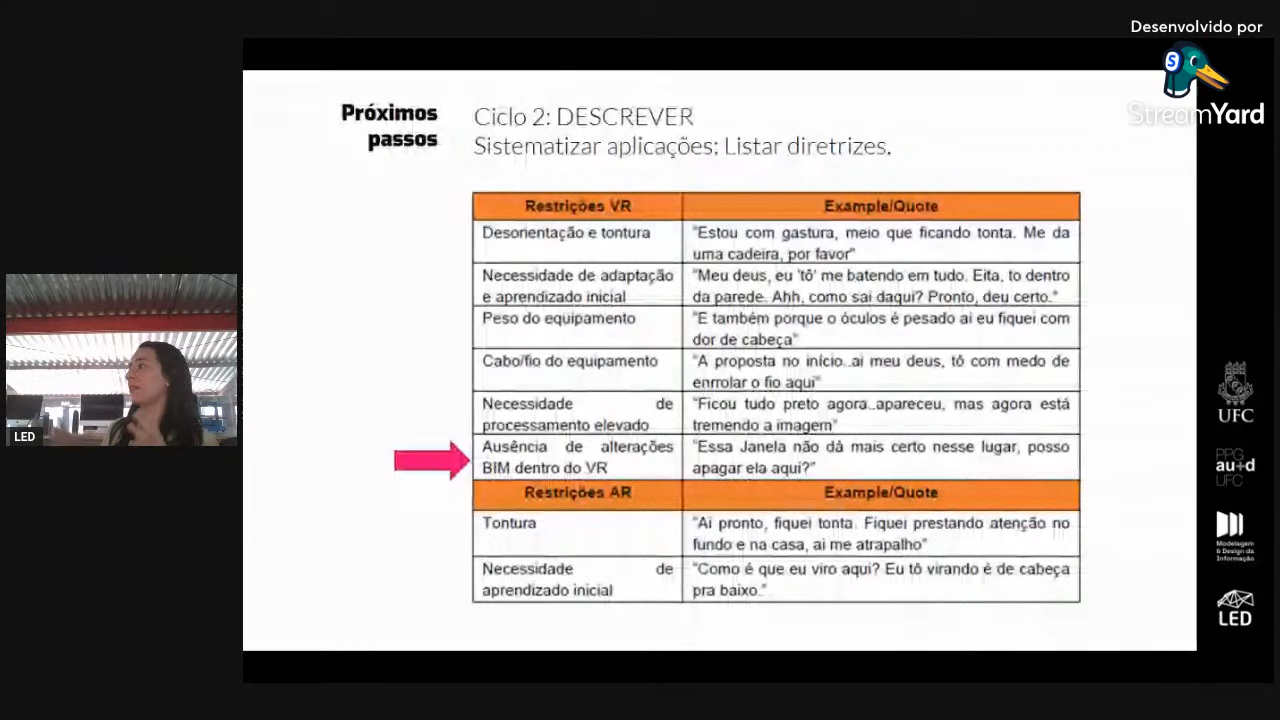 Desenvolvido por
StreamYard
Próximos
passos
Ciclo 2: DESCREVER
Sistematizar aplicações; Listar diretrizes.
Restrições VR
Example/Quote
Desorientação e tontura
"Estou com gastura, meio que ficando tonta. Me da
uma cadeira, por favor"
Necessidade de adaptação
e aprendizado inicial
"Meu deus, eu 'tô' me batendo em tudo. Eita, to dentro
da parede. Ahh, como sai daqui? Pronto, deu certo."
Peso do equipamento
"E também porque o óculos é pesado ai eu fiquei com
dor de cabeça"
Cabo/fio do equipamento
"A proposta no início..ai meu deus, tô com medo de
enrrolar o fio aqui"
Necessidade de
processamento elevado
"Ficou tudo preto agora..apareceu, mas agora está
tremendo a imagem"
Ausência de alterações
BIM dentro do VR
"Essa Janela não dá mais certo nesse lugar, posso
apagar ela aqui?"
Restrições AR
Example/Quote
Tontura
"Ai pronto, fiquei tonta. Fiquei prestando atenção no
fundo e na casa, ai me atrapalho"
Necessidade de
aprendizado inicial
"Como é que eu viro aqui? Eu tô virando é de cabeça
pra baixo."
LED
UFC
PPG
au+d
UFC
Modelagem
& Design da
Informação
LED